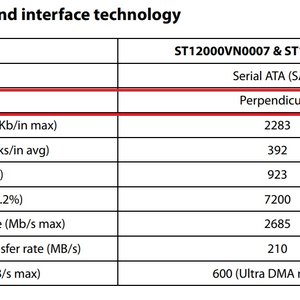 nd interface technology
ST12000VN0007 & ST
Serial ATA (SA
Perpendicu
Kb/in max) 2283
ks/in avg) 392
) 923
.2%) 7200
e (Mb/s max) 2685
sfer rate (MB/s) 210
B/s max) 600 (Ultra DMA